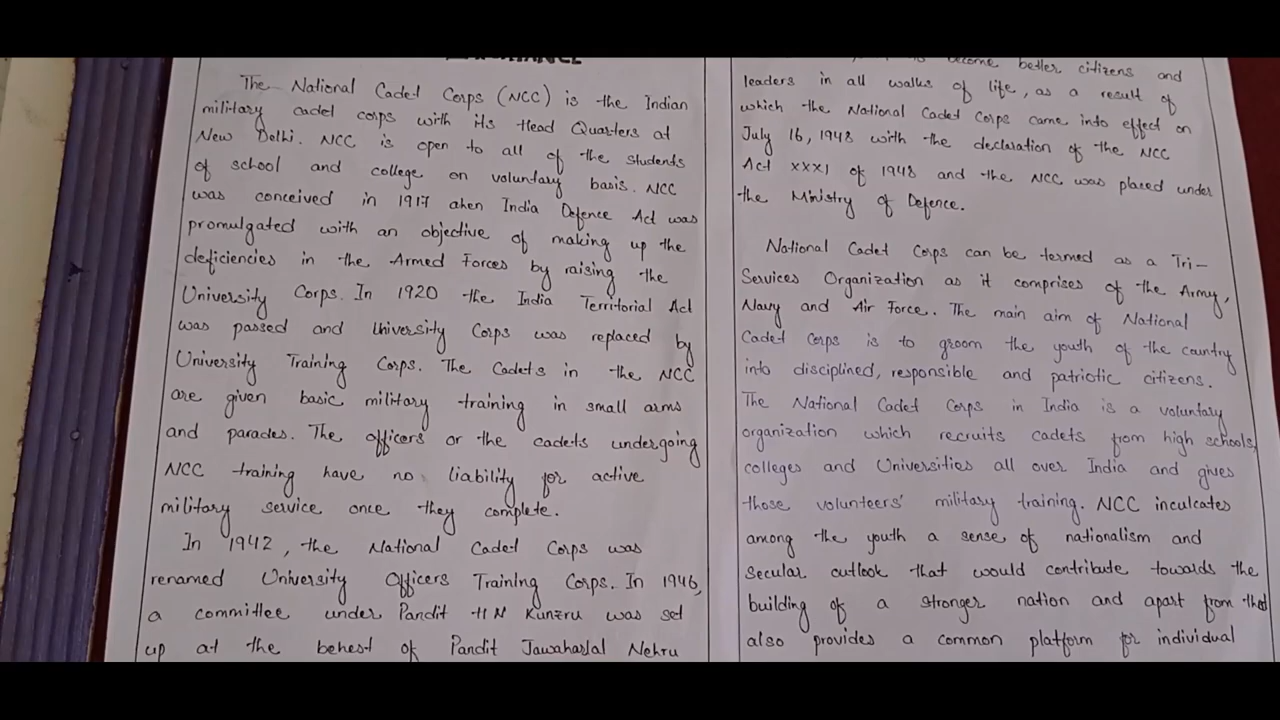 The National Cadet Corps (NCC) is the Indian
military cadet corps with its Head Quarters at
New Delhi. NCC is open to all of the students
of school and college on voluntary basis. NCC
was conceived in 1917 when India Defence Act was
promulgated with an objective of making up the
deficiencies in the Armed Forces by raising the
University Corps. In 1920 the India Territorial Act
was passed and University Corps was replaced by
University Training Corps. The Cadets in the NCC
are given basic military training in small arms
and parades. The officers or the cadets undergoing
NCC training have no liability for active
military service once they complete.
In 1942, the National Cadet Corps was
renamed University Officers Training Corps. In 1946,
a committee under Pandit H N Kunzru was set
up at the behest of Pandit Jawaharlal Nehru
become better citizens and
leaders in all walks of life, as a result of
which the National Cadet Corps came into effect on
July 16, 1948 with the declaration of the NCC
Act XXXI of 1948 and the NCC was placed under
the Ministry of Defence.
National Cadet Corps can be termed as a Tri-
Services Organization as it comprises of the Army,
Navy and Air Force. The main aim of National
Cadet Corps is to groom the youth of the country
into disciplined, responsible and patriotic citizens.
The National Cadet Corps in India is a voluntary
organization which recruits cadets from high schools,
colleges and Universities all over India and gives
those volunteers' military training. NCC inculcates
among the youth a sense of nationalism and
secular outlook that would contribute towards the
building of a stronger nation and apart from that
also provides a common platform for individual